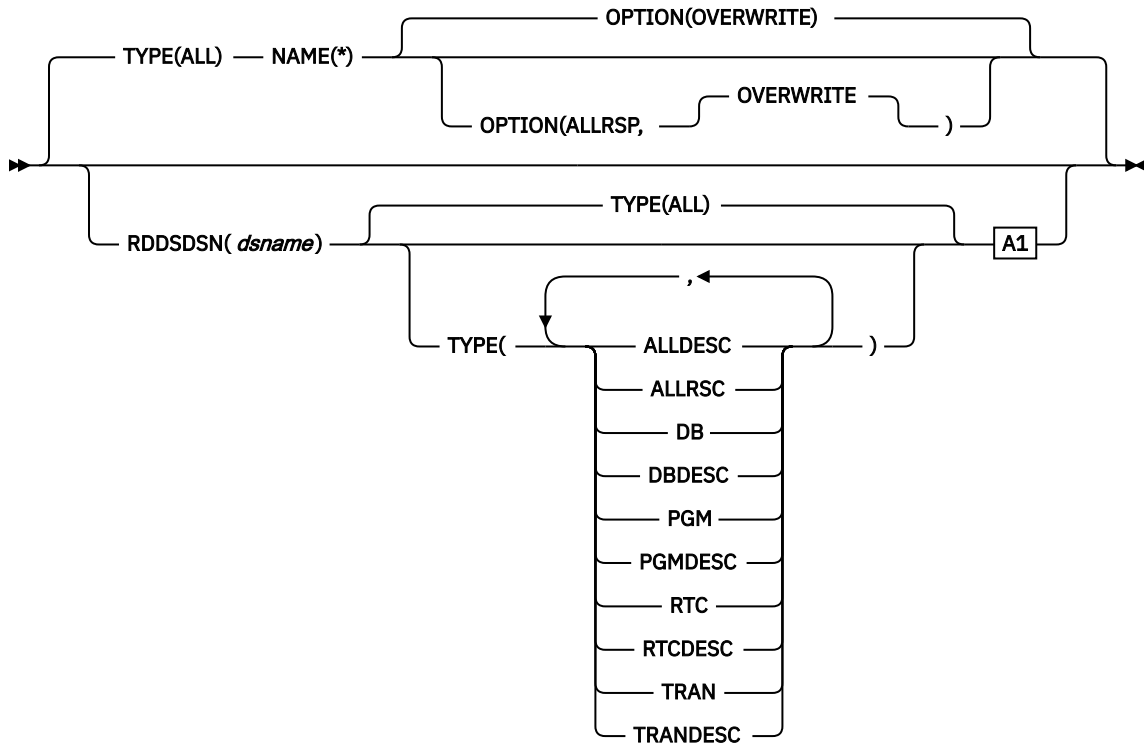 OPTION(OVERWRITE)
TYPE(ALL) NAME(*)
OVERWRITE
OPTION(ALLRSP, )
TYPE(ALL)
RDDSDSN( dsname) A1
,
TYPE( ALLDESC )
ALLRSC
DB
DBDESC
PGM
PGMDESC
RTC
RTCDESC
TRAN
TRANDESC